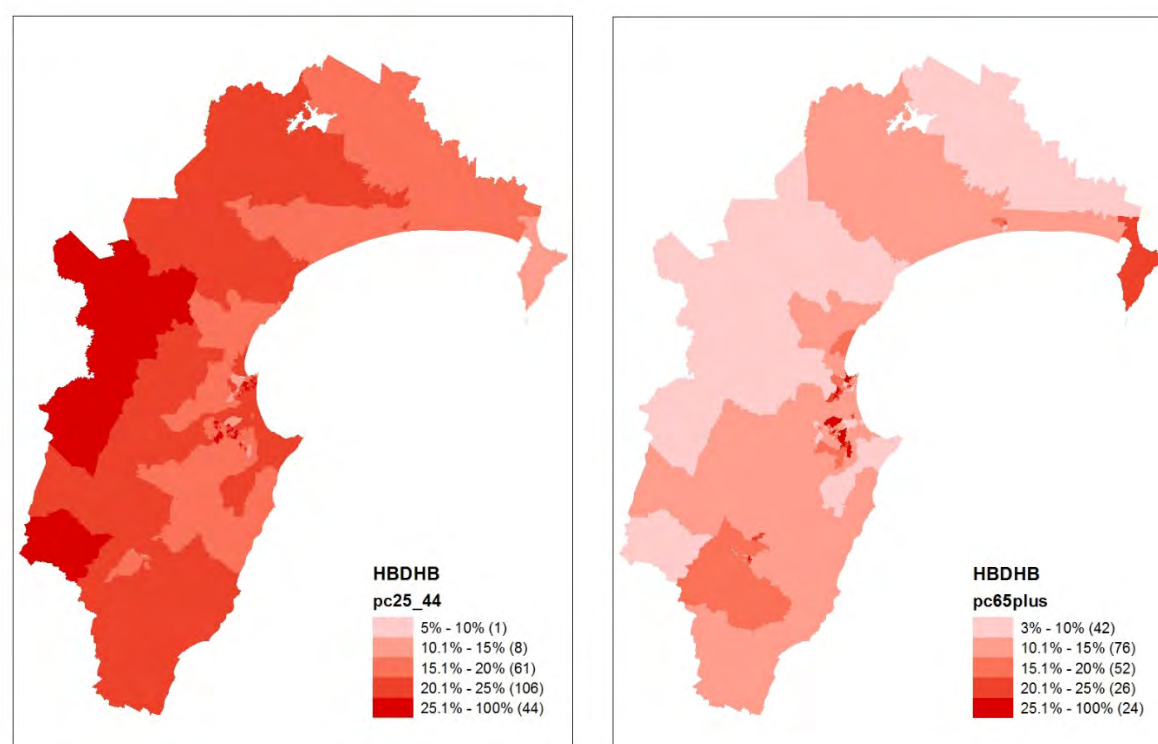 HBDHB
pc25_44
5% - 10% (1)
10.1% - 15% (8)
15.1% - 20% (61)
20.1% - 25% (106)
25.1% - 100% (44)
HBDHB
pc65plus
3% - 10% (42)
10.1% - 15% (76)
15.1% - 20% (52)
20.1% - 25% (26)
25.1% - 100% (24)